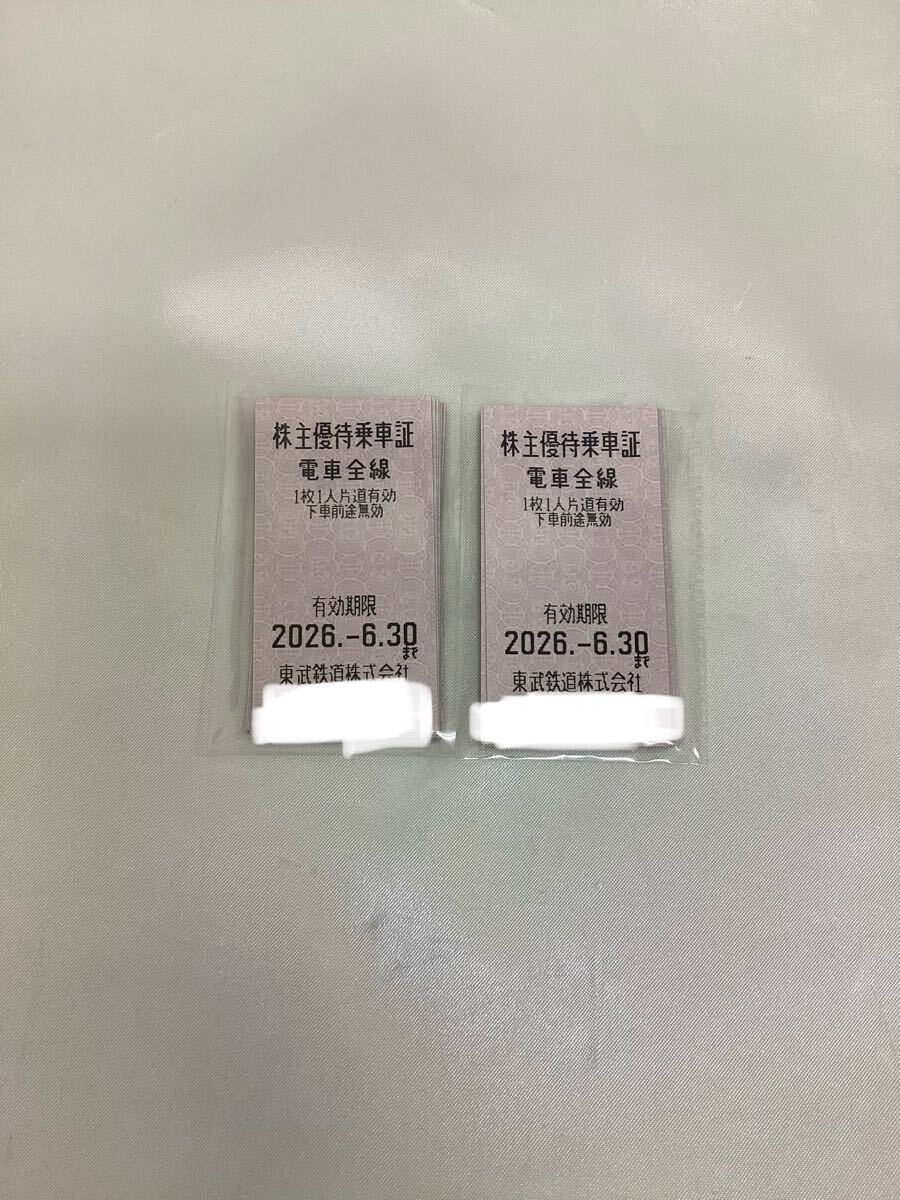 株主優待乗車証
電車全線
1枚1人片道有効
下車前途無効
有効期限
2026.-6.30
まで
東武鉄道株式会社
株主優待乗車証
電車全線
1枚1人片道有効
下車前途無効
有効期限
2026.-6.30
まで
東武鉄道株式会社